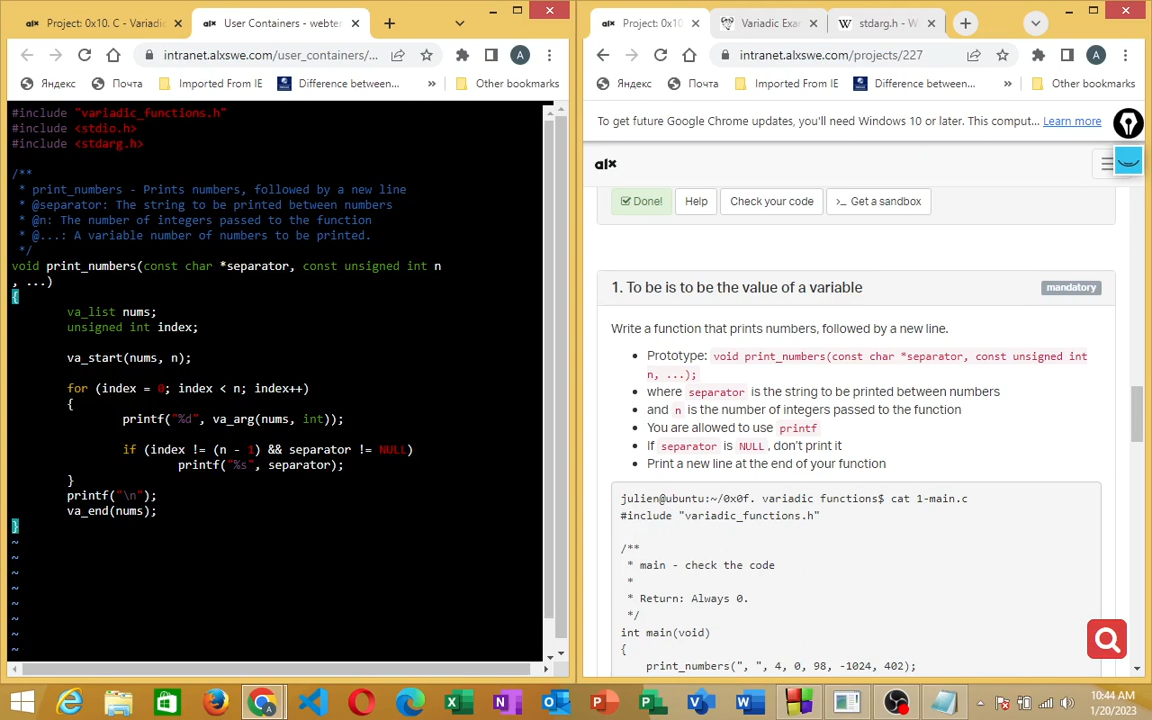 Project: 0x10. C - Variadic
User Containers - webter
intranet.alxswe.com/user_containers/...
A
Яндекс
Почта
Imported From IE
Difference between...
»
Other bookmarks
#include "variadic_functions.h"
#include <stdio.h>
#include <stdarg.h>
/**
 * print_numbers - Prints numbers, followed by a new line
 * @separator: The string to be printed between numbers
 * @n: The number of integers passed to the function
 * @...: A variable number of numbers to be printed.
 */
void print_numbers(const char *separator, const unsigned int n
, ...)
{
va_list nums;
unsigned int index;
va_start(nums, n);
for (index = 0; index < n; index++)
{
printf("%d", va_arg(nums, int));
if (index != (n - 1) && separator != NULL)
printf("%s", separator);
}
printf("\n");
va_end(nums);
}
~
~
~
~
~
~
~
~
Project: 0x10
Variadic Exa
W
stdarg.h - W
intranet.alxswe.com/projects/227
A
Яндекс
Почта
Imported From IE
Difference between...
»
Other bookmarks
To get future Google Chrome updates, you'll need Windows 10 or later. This comput... Learn more
alx
Done!
Help
Check your code
>_ Get a sandbox
1. To be is to be the value of a variable
mandatory
Write a function that prints numbers, followed by a new line.
• Prototype: void print_numbers(const char *separator, const unsigned int
n, ...);
• where separator is the string to be printed between numbers
• and n is the number of integers passed to the function
• You are allowed to use printf
• If separator is NULL, don't print it
• Print a new line at the end of your function
julien@ubuntu:~/0x0f. variadic functions$ cat 1-main.c
#include "variadic_functions.h"
/**
 * main - check the code
 *
 * Return: Always 0.
 */
int main(void)
{
print_numbers(", ", 4, 0, 98, -1024, 402);
10:44 AM
1/20/2023